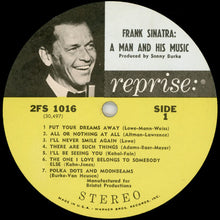 FRANK SINATRA:
A MAN AND HIS MUSIC
Produced by Sonny Burke
reprise:
2FS 1016
(30,497)
SIDE
1
1 PUT YOUR DREAMS AWAY (Lowe-Mann-Weiss)
2 ALL OR NOTHING AT ALL (Altman-Lawrence)
3 I'LL NEVER SMILE AGAIN (Lowe)
4 THERE ARE SUCH THINGS (Adams-Baer-Meyer)
5 I'LL BE SEEING YOU (Kahal-Fain)
6 THE ONE I LOVE BELONGS TO SOMEBODY
ELSE (Kahn-Jones)
7 POLKA DOTS AND MOONBEAMS
(Burke-Van Heusen)
Manufactured for
Bristol Productions
STEREO